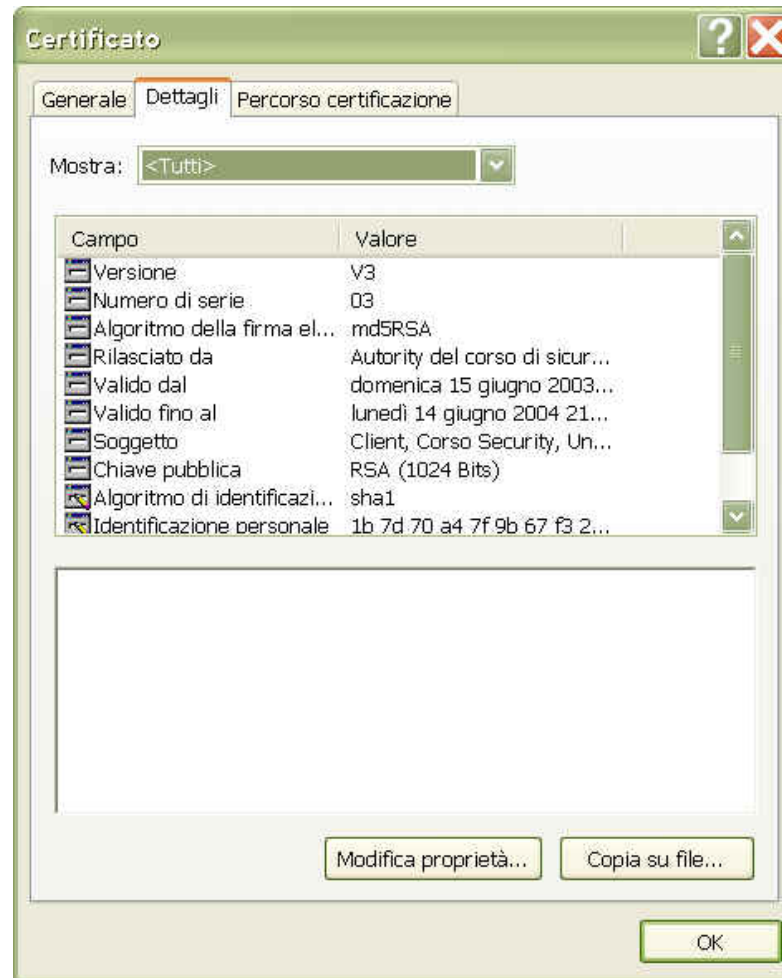 Certificato
Generale Dettagli Percorso certificazione
Mostra: <Tutti>
Campo Valore
Versione V3
Numero di serie 03
Algoritmo della firma el... md5RSA
Rilasciato da Autority del corso di sicur...
Valido dal domenica 15 giugno 2003...
Valido fino al lunedì 14 giugno 2004 21...
Soggetto Client, Corso Security, Un...
Chiave pubblica RSA (1024 Bits)
Algoritmo di identificazi... sha1
Identificazione personale 1b 7d 70 a4 7f 9b 67 f3 2...
Modifica proprietà... Copia su file...
OK